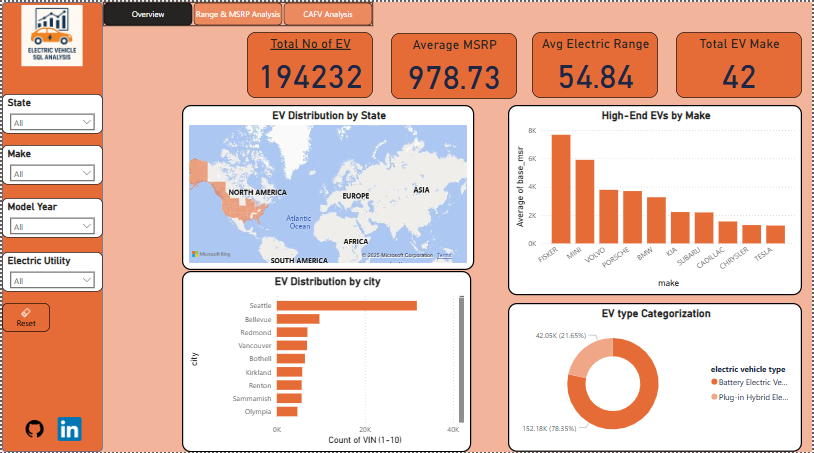 ELECTRIC VEHICLE
SQL ANALYSIS
Overview
Range & MSRP Analysis
CAFV Analysis
Total No of EV
194232
Average MSRP
978.73
Avg Electric Range
54.84
Total EV Make
42
State
All
Make
All
Model Year
All
Electric Utility
All
Reset
in
EV Distribution by State
NORTH AMERICA
EUROPE
ASIA
Atlantic
Ocean
AFRICA
SOUTH AMERICA
Microsoft Bing
© 2025 Microsoft Corporation Terms
High-End EVs by Make
Average of base_msr
8K
6K
4K
2K
0K
FISKER
MINI
VOLVO
PORSCHE
BMW
KIA
SUBARU
CADILLAC
CHRYSLER
TESLA
make
EV Distribution by city
city
Seattle
Bellevue
Redmond
Vancouver
Bothell
Kirkland
Renton
Sammamish
Olympia
0K
20K
40K
Count of VIN (1-10)
EV type Categorization
42.05K (21.65%)
152.18K (78.35%)
electric vehicle type
Battery Electric Ve...
Plug-in Hybrid Ele...